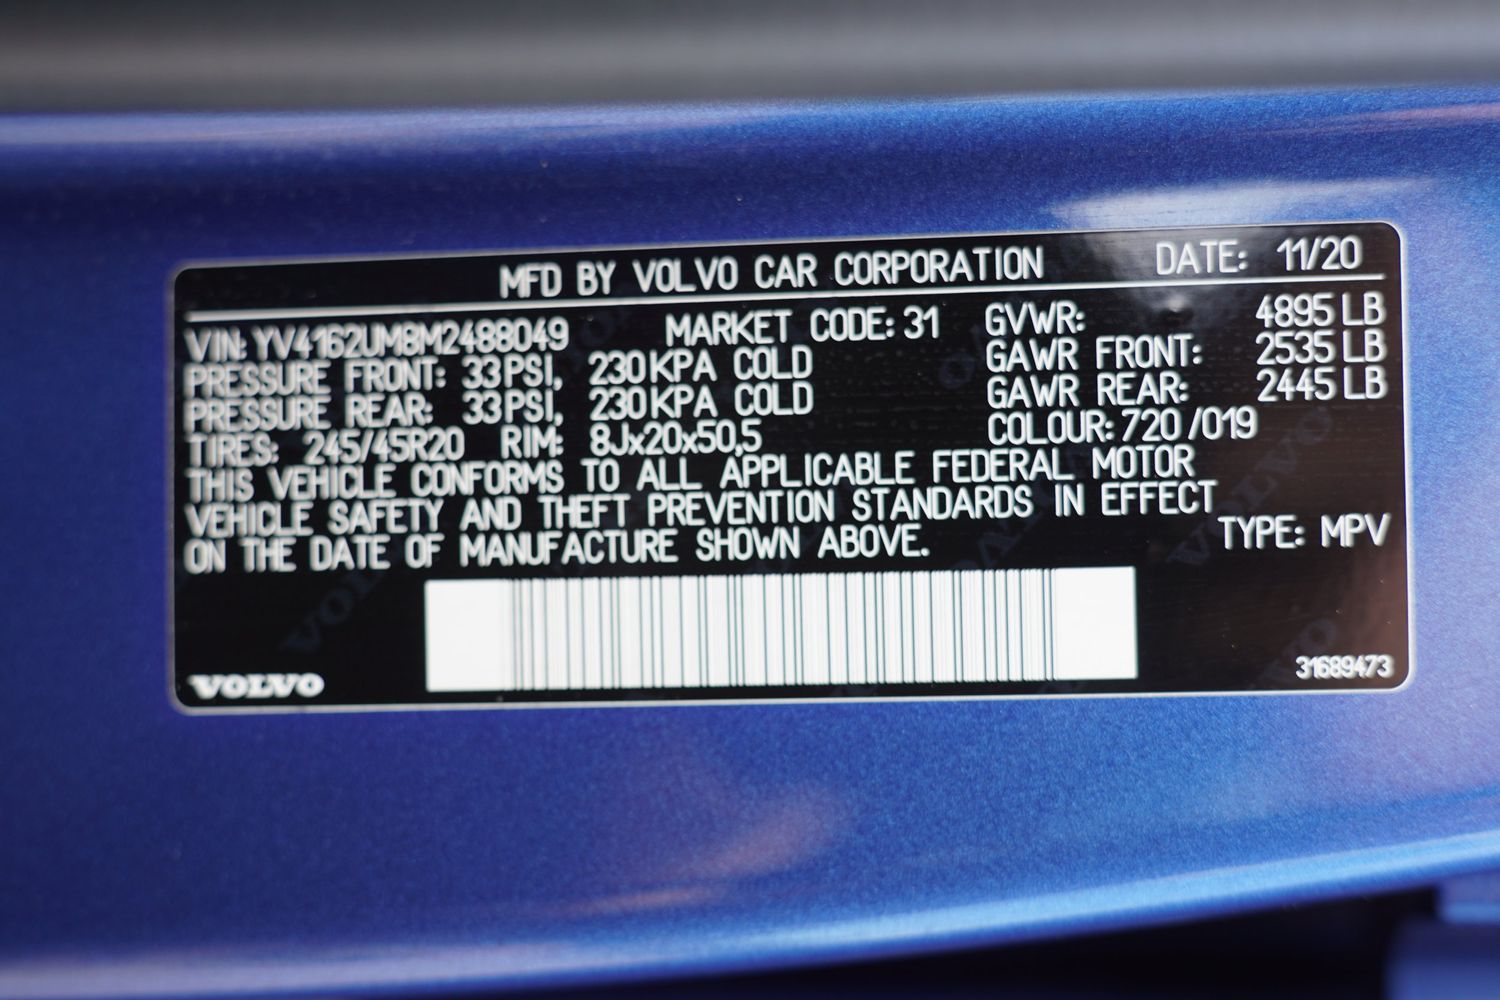 MFD BY VOLVO CAR CORPORATION DATE: 11/20
VIN: YV4162UM8M2488049 MARKET CODE: 31 GVWR: 4895 LB
PRESSURE FRONT: 33 PSI, 230 KPA COLD GAWR FRONT: 2535 LB
PRESSURE REAR: 33 PSI, 230 KPA COLD GAWR REAR: 2445 LB
TIRES: 245/45R20 RIM: 8Jx20x50,5 COLOUR: 720 /019
THIS VEHICLE CONFORMS TO ALL APPLICABLE FEDERAL MOTOR
VEHICLE SAFETY AND THEFT PREVENTION STANDARDS IN EFFECT
ON THE DATE OF MANUFACTURE SHOWN ABOVE. TYPE: MPV
VOLVO 31689473